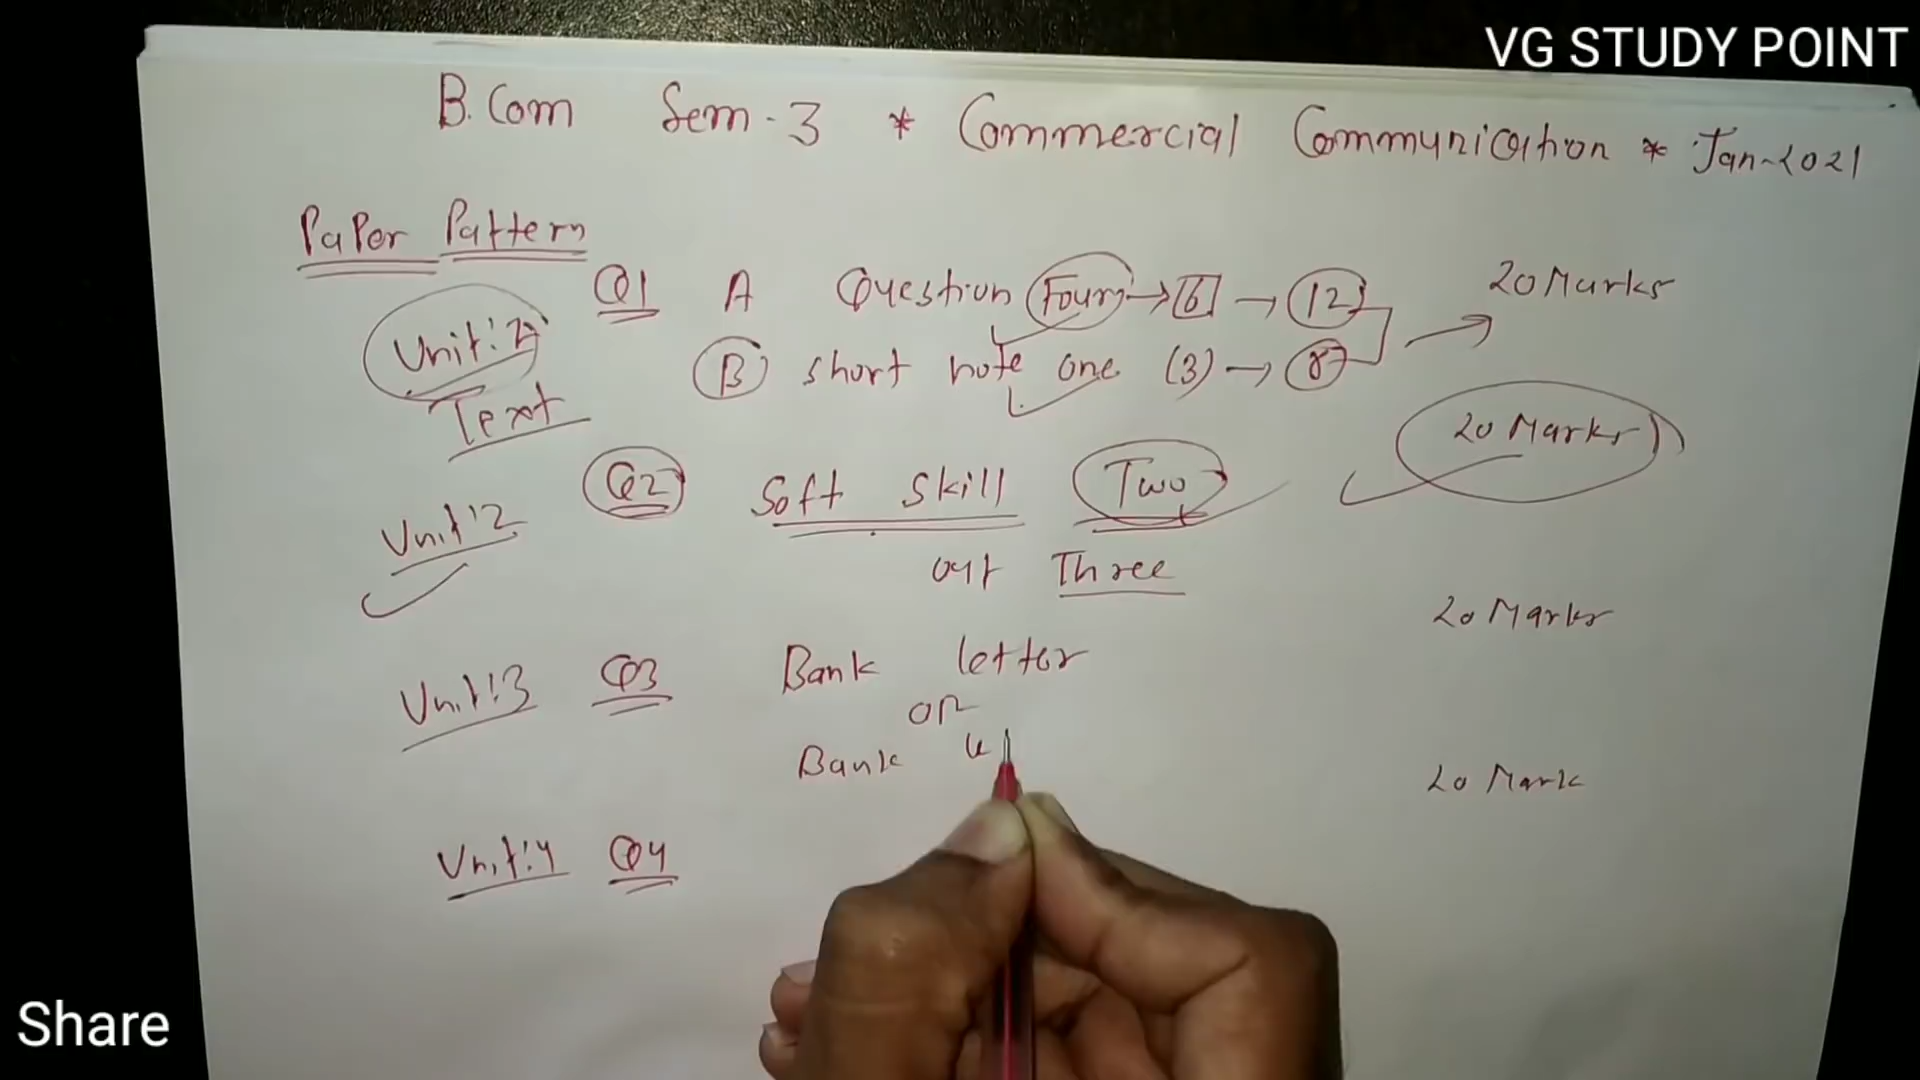 VG STUDY POINT
B.Com Sem-3 * Commercial Communication * Jan-2021
Paper Pattern
Q1 A Question Four → 6 → 12 → 20 Marks
Unit:
B short note one (3) → 8
Text
20 Marks
Q2 Soft Skill Two
Unit:2
out Three
20 Marks
Unit:3 Q3 Bank letter
OR
Bank
20 Mark
Unit:4 Q4
Share